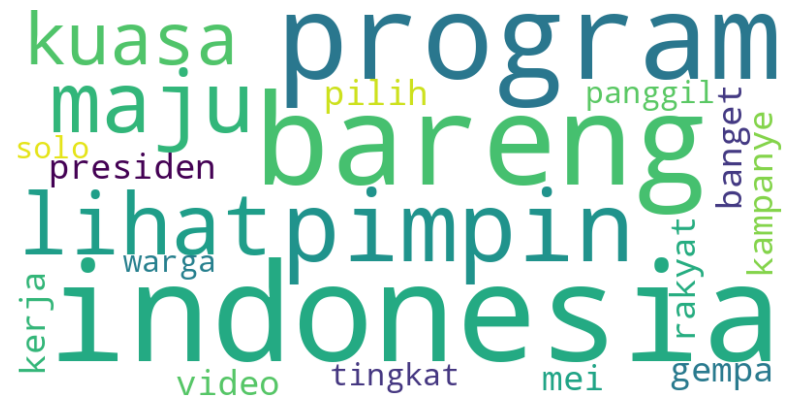 kuasa
program
maju
pilih
panggil
bareng
banget
solo
presiden
kampanye
lihat
pimpin
warga
rakyat
kerja
indonesia
video
tingkat
mei
gempa